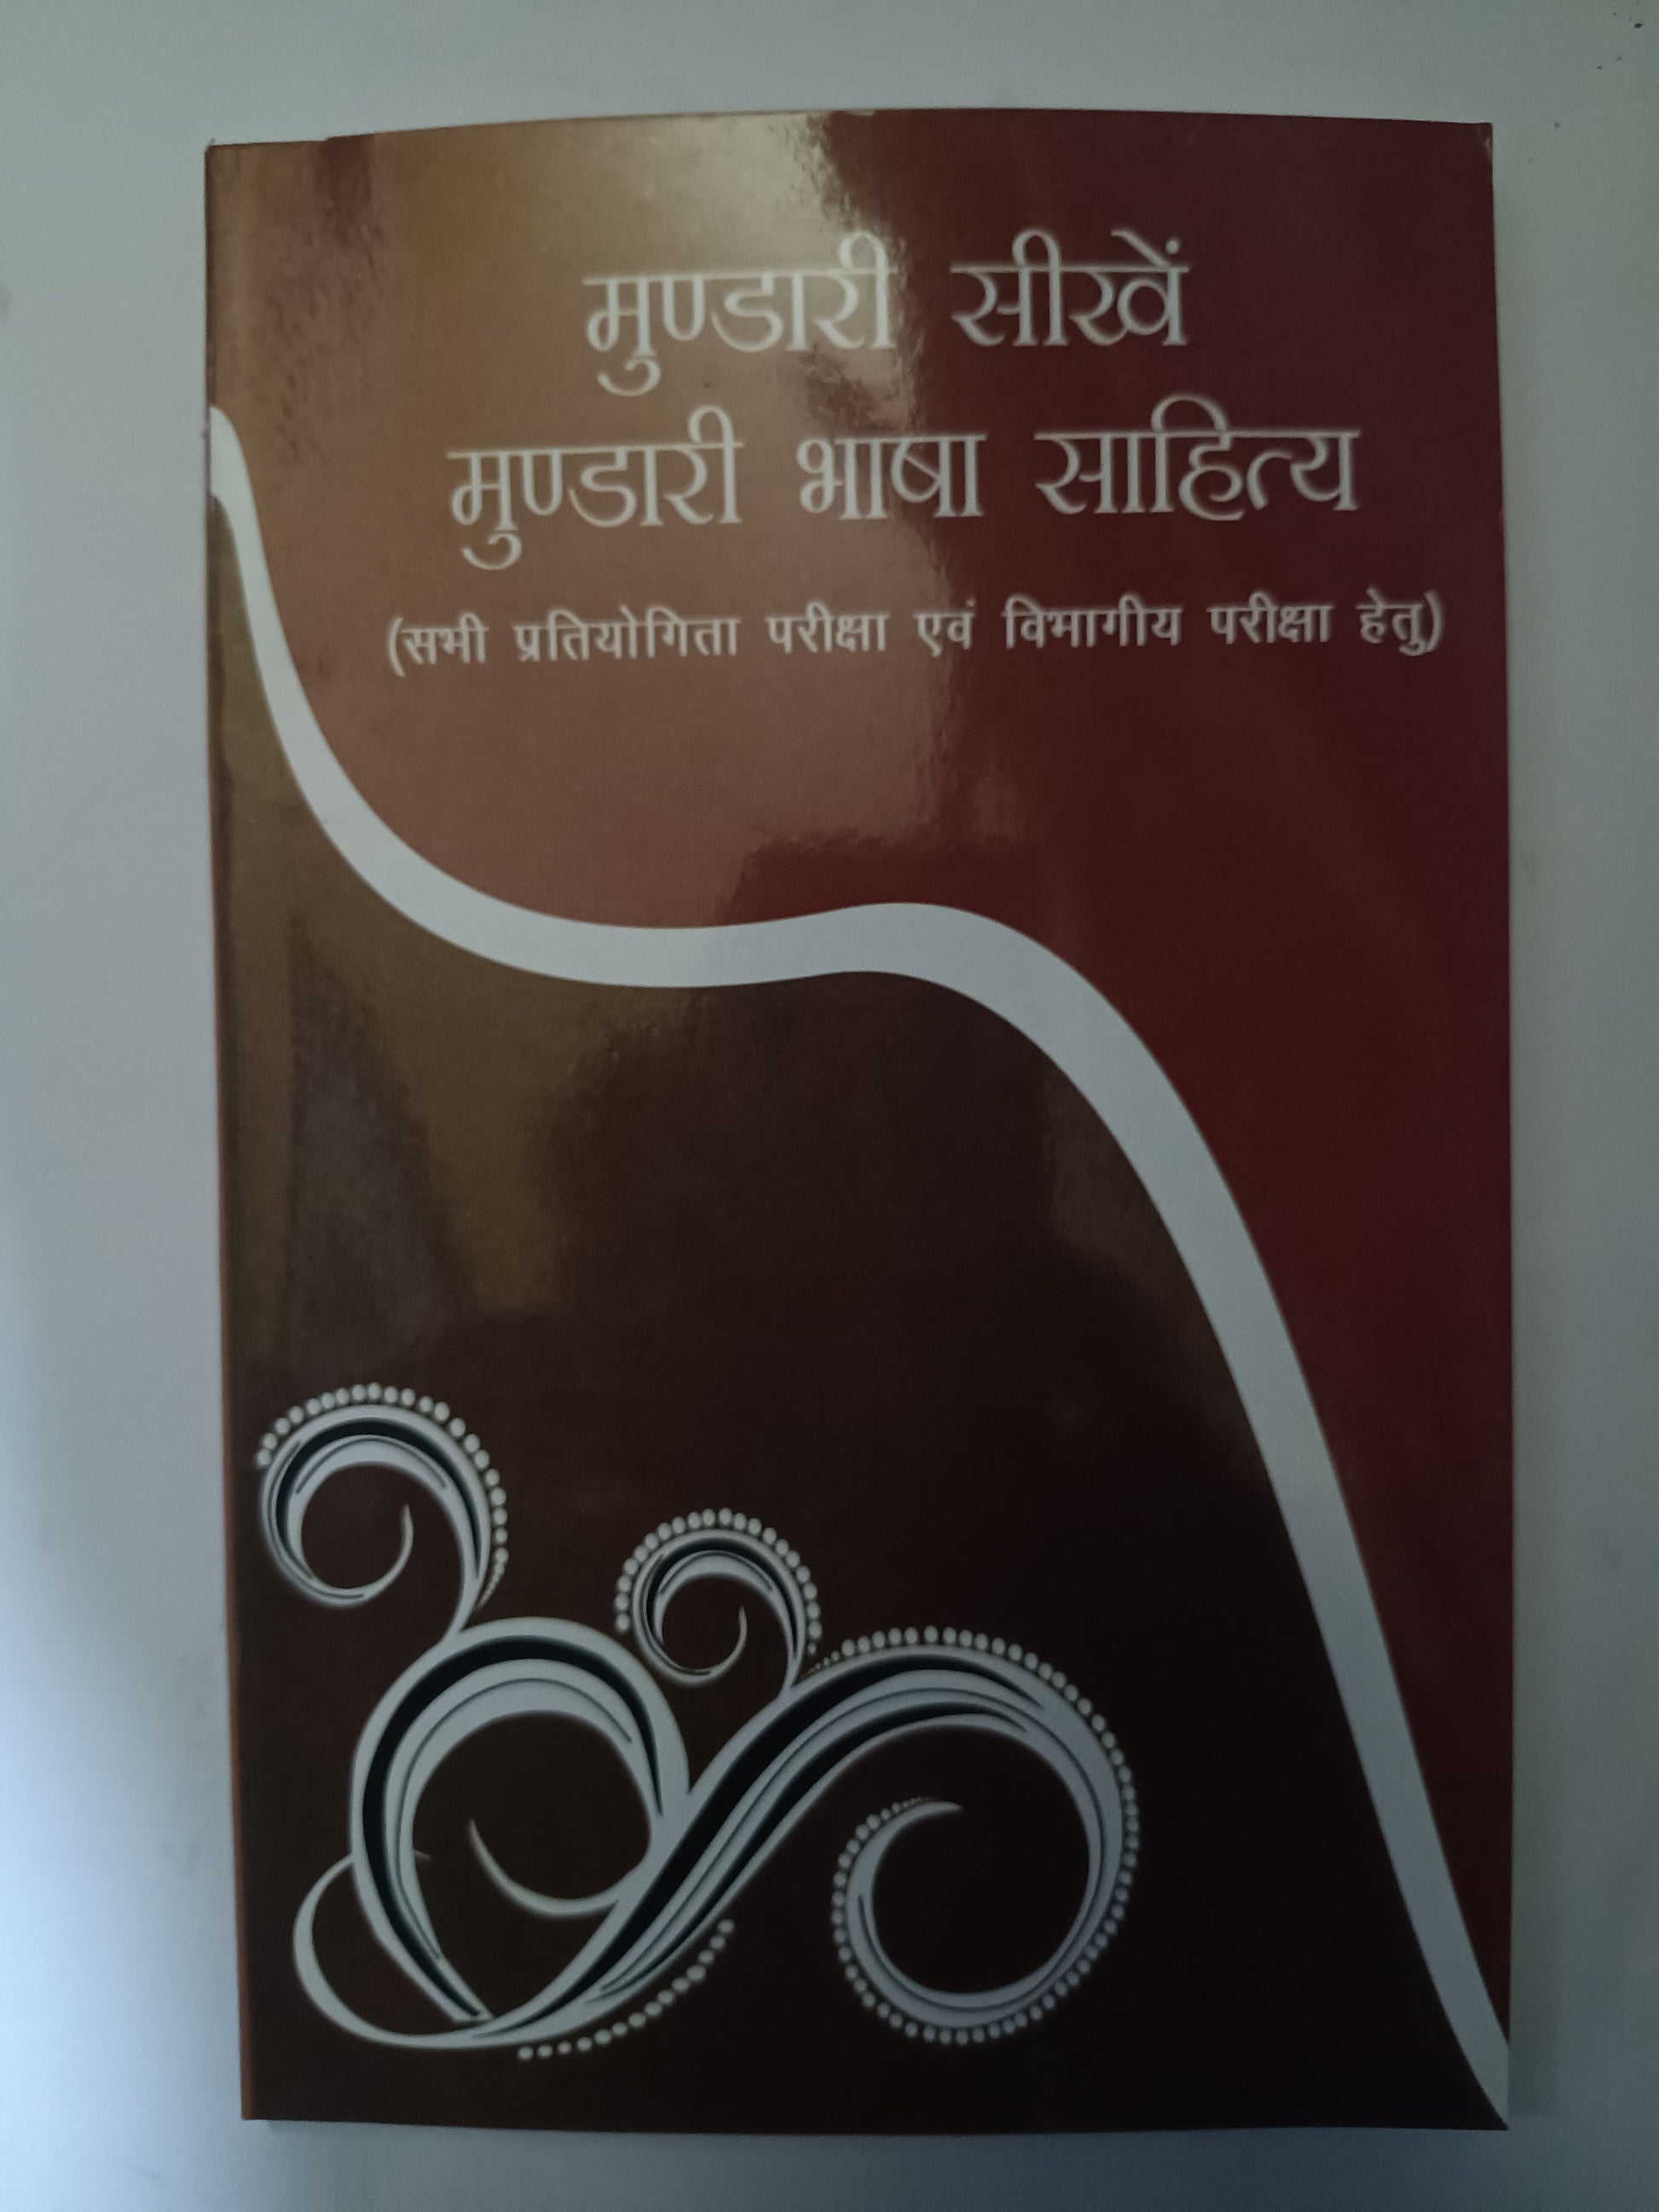 मुण्डारी सीखें
मुण्डारी भाषा साहित्य
(सभी प्रतियोगिता परीक्षा एवं विभागीय परीक्षा हेतु)